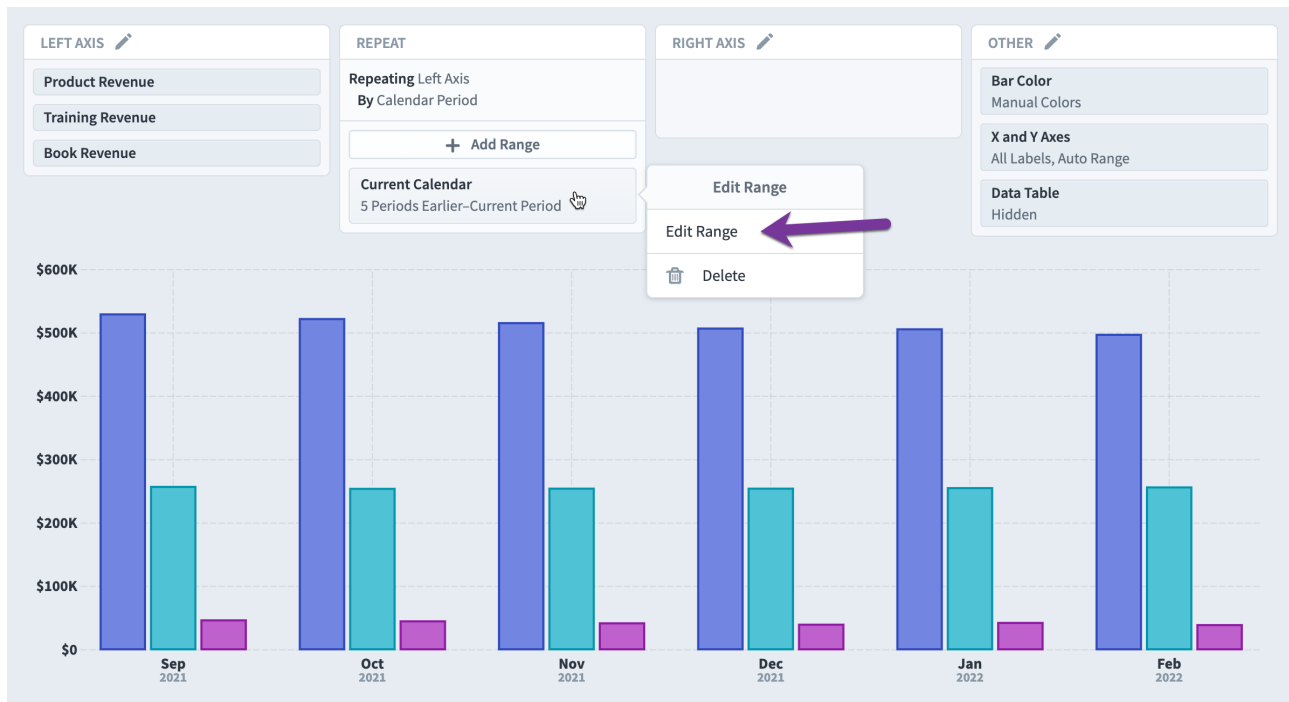 LEFT AXIS
Product Revenue
Training Revenue
Book Revenue
REPEAT
Repeating Left Axis
By Calendar Period
Add Range
Current Calendar
5 Periods Earlier–Current Period
RIGHT AXIS
OTHER
Bar Color
Manual Colors
X and Y Axes
All Labels, Auto Range
Data Table
Hidden
Edit Range
Edit Range
Delete
$600K
$500K
$400K
$300K
$200K
$100K
$0
Sep Oct Nov Dec Jan Feb
2021 2021 2021 2021 2022 2022